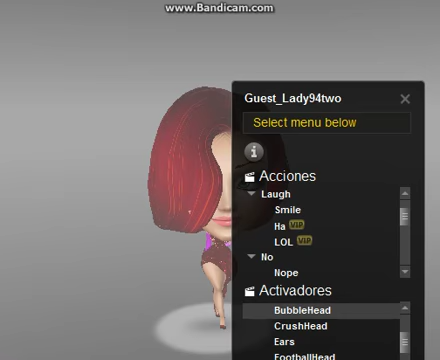 www.Bandicam.com
Guest_Lady94two
Select menu below
Acciones
Laugh
Smile
Ha VIP
LOL VIP
No
Nope
Activadores
BubbleHead
CrushHead
Ears
FootballHead